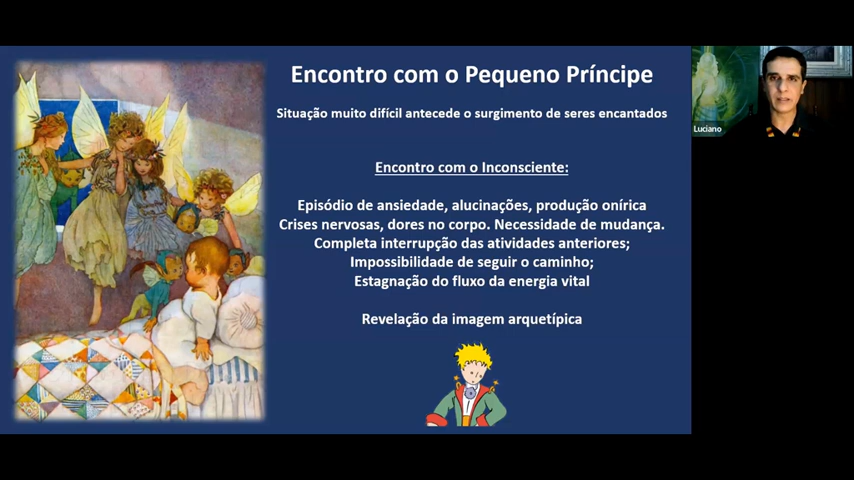 Encontro com o Pequeno Príncipe
Situação muito difícil antecede o surgimento de seres encantados
Encontro com o Inconsciente:
Episódio de ansiedade, alucinações, produção onírica
Crises nervosas, dores no corpo. Necessidade de mudança.
Completa interrupção das atividades anteriores;
Impossibilidade de seguir o caminho;
Estagnação do fluxo da energia vital
Revelação da imagem arquetípica
Luciano